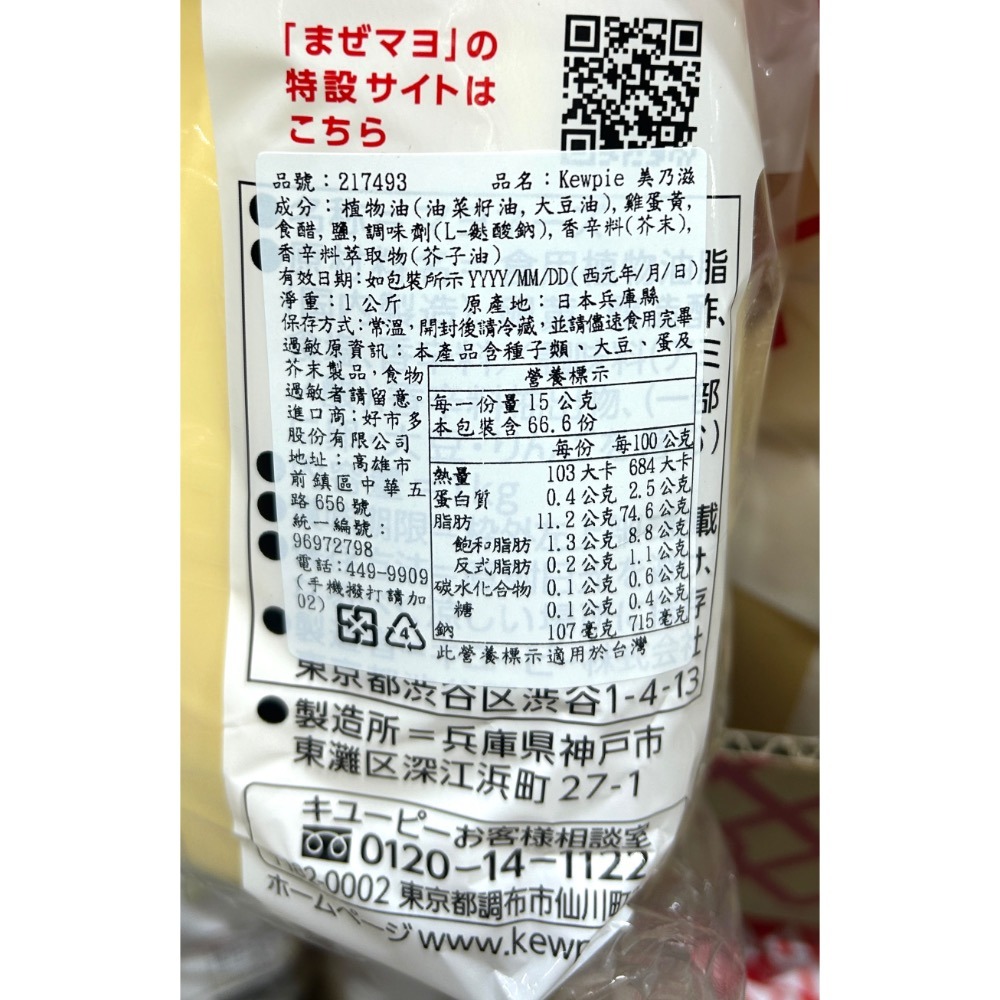 「まぜマヨ」の
特設サイトは
こちら
品號：217493 品名：Kewpie 美乃滋
成分：植物油(油菜籽油,大豆油),雞蛋黃,
食醋,鹽,調味劑(L-麩酸鈉),香辛料(芥末),
香辛料萃取物(芥子油)
有效日期:如包裝所示 YYYY/MM/DD(西元年/月/日)
淨重：1公斤 原產地：日本兵庫縣
保存方式:常溫,開封後請冷藏,並請儘速食用完畢
過敏原資訊：本產品含種子類、大豆、蛋及
芥末製品,食物
過敏者請留意。
進口商:好市多
股份有限公司
地址：高雄市
前鎮區中華五
路 656 號
統一編號：
96972798
電話:449-9909
(手機撥打請加
02)
營養標示
每一份量 15 公克
本包裝含 66.6 份
每份 每100公克
熱量 103 大卡 684 大卡
蛋白質 0.4 公克 2.5 公克
脂肪 11.2 公克 74.6 公克
飽和脂肪 1.3 公克 8.8 公克
反式脂肪 0.2 公克 1.1 公克
碳水化合物 0.1 公克 0.6 公克
糖 0.1 公克 0.4 公克
鈉 107 毫克 715 毫克
此營養標示適用於台灣
東京都渋谷区渋谷1-4-13
●製造所＝兵庫県神戸市
東灘区深江浜町 27-1
キユーピーお客様相談室
0120-14-1122
2-0002 東京都調布市仙川町
ホームページ www.kewp